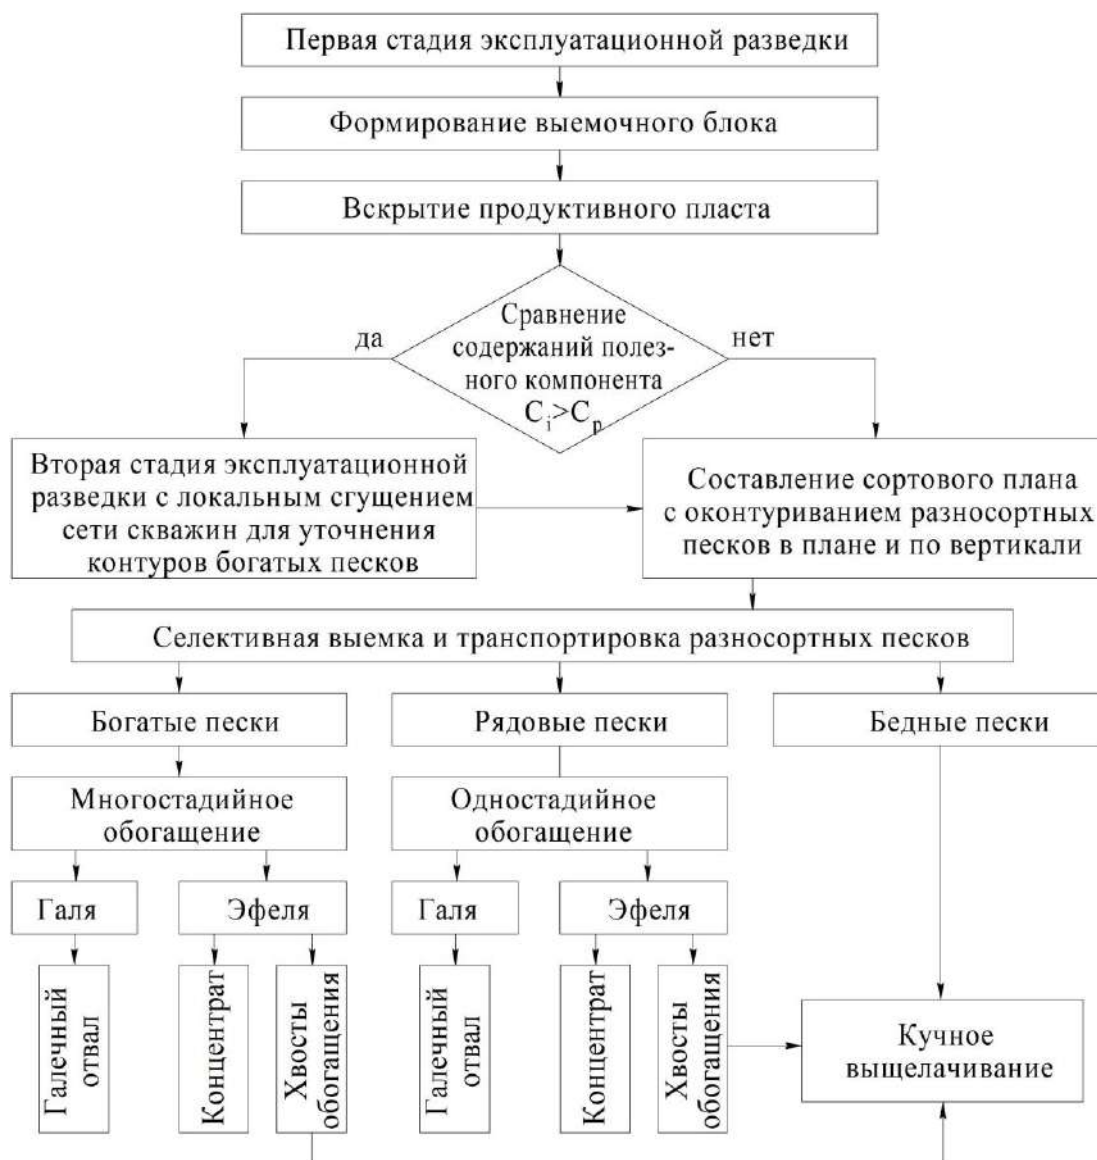 Первая стадия эксплуатационной разведки
Формирование выемочного блока
Вскрытие продуктивного пласта
Сравнение
содержаний полез-
ного компонента
C_i>C_p
да
нет
Вторая стадия эксплуатационной
разведки с локальным сгущением
сети скважин для уточнения
контуров богатых песков
Составление сортового плана
с оконтуриванием разносортных
песков в плане и по вертикали
Селективная выемка и транспортировка разносортных песков
Богатые пески
Рядовые пески
Бедные пески
Многостадийное
обогащение
Одностадийное
обогащение
Галя
Эфеля
Галя
Эфеля
Галечный
отвал
Концентрат
Хвосты
обогащения
Галечный
отвал
Концентрат
Хвосты
обогащения
Кучное
выщелачивание